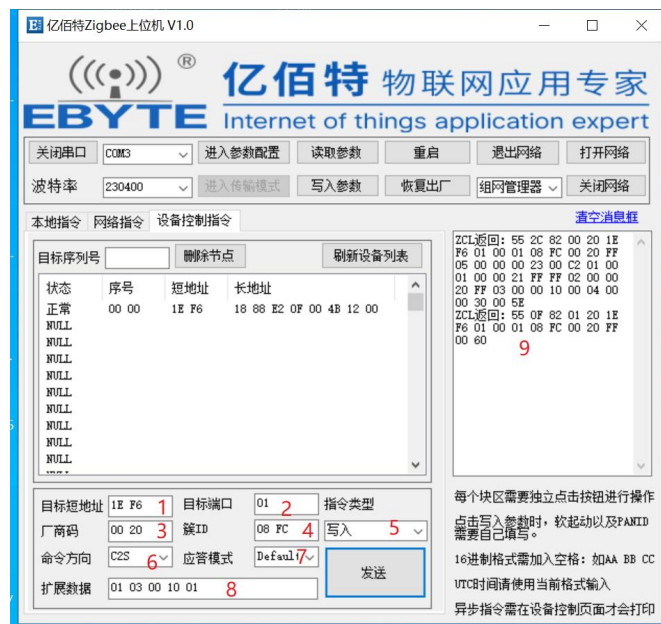 亿佰特Zigbee上位机 V1.0
®
亿佰特 物联网应用专家
EBYTE Internet of things application expert
关闭串口 COM3 进入参数配置 读取参数 重启 退出网络 打开网络
波特率 230400 进入传输模式 写入参数 恢复出厂 组网管理器 关闭网络
本地指令 网络指令 设备控制指令 清空消息框
目标序列号 删除节点 刷新设备列表
状态 序号 短地址 长地址
正常 00 00 1E F6 18 88 E2 0F 00 4B 12 00
NULL
NULL
NULL
NULL
NULL
NULL
NULL
NULL
NULL
ZCL返回: 55 2C 82 00 20 1E
F6 01 00 01 08 FC 00 20 FF
05 00 00 00 23 00 C2 01 00
01 00 00 21 FF FF 02 00 00
20 FF 03 00 00 10 00 04 00
00 30 00 5E
ZCL返回: 55 0F 82 01 20 1E
F6 01 00 01 08 FC 00 20 FF
00 60
9
目标短地址 1E F6 1 目标端口 01 2 指令类型
厂商码 00 20 3 簇ID 08 FC 4 写入 5
命令方向 C2S 6 应答模式 Default 7
发送
扩展数据 01 03 00 10 01 8
每个块区需要独立点击按钮进行操作
点击写入参数时，软起动以及PANID
需要自己填写。
16进制格式需加入空格：如AA BB CC
UTC时间请使用当前格式输入
异步指令需在设备控制页面才会打印